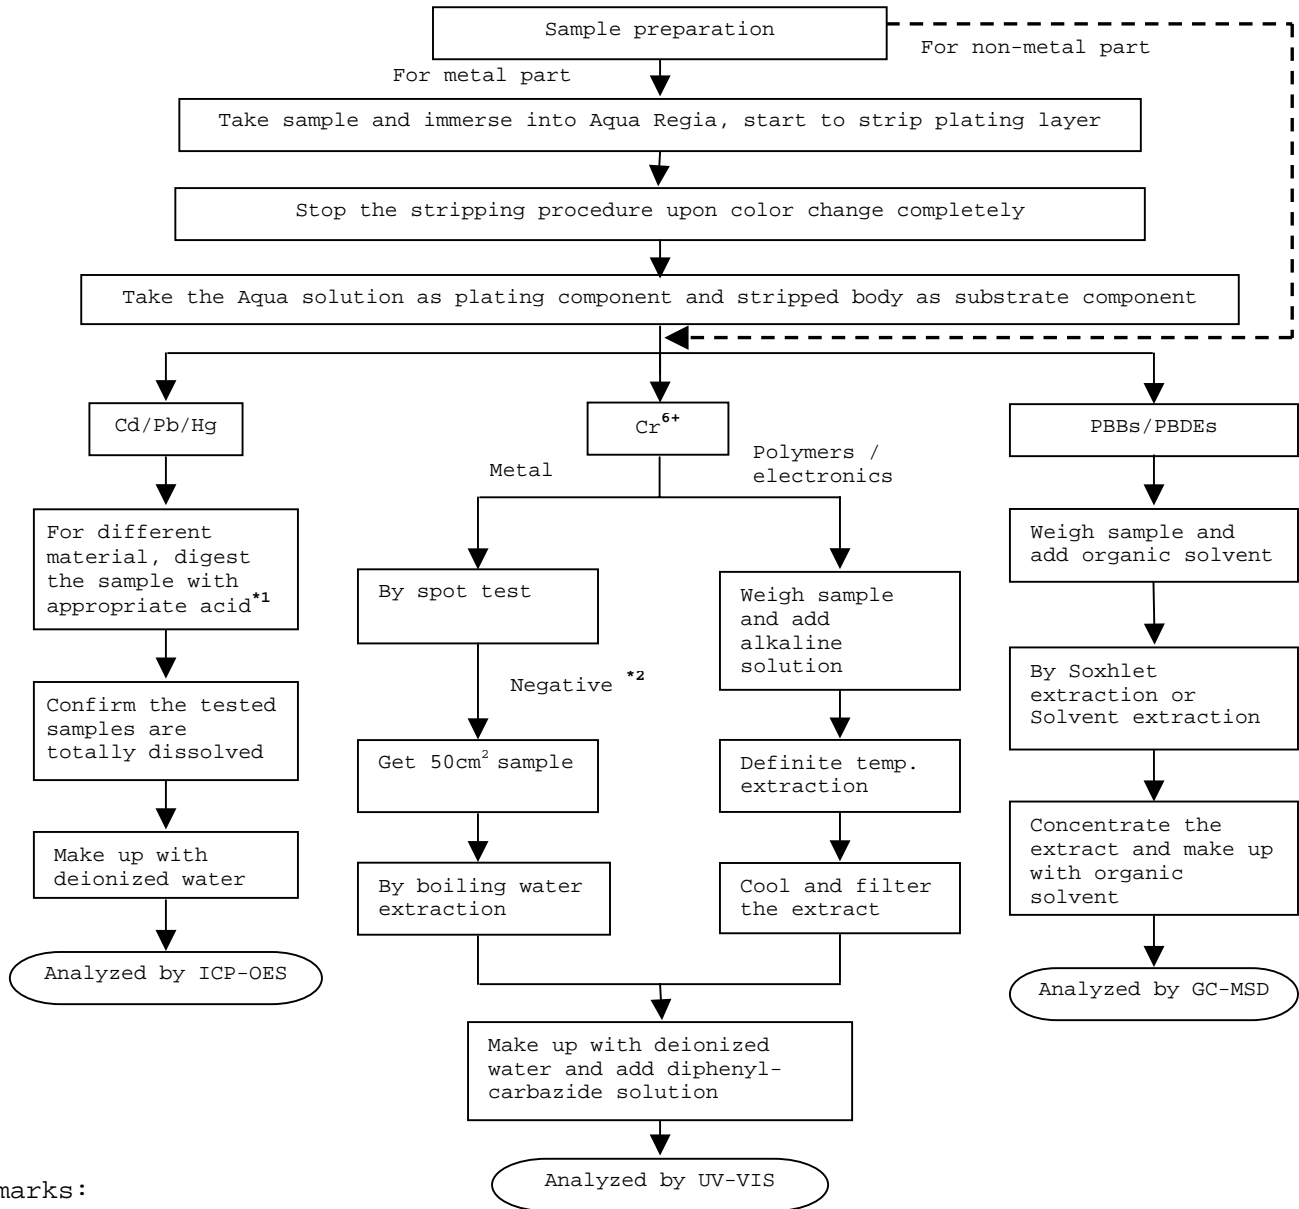 Sample preparation
For non-metal part
For metal part
Take sample and immerse into Aqua Regia, start to strip plating layer
Stop the stripping procedure upon color change completely
Take the Aqua solution as plating component and stripped body as substrate component
Cd/Pb/Hg
Cr6+
PBBs/PBDEs
Metal
Polymers /
electronics
For different
material, digest
the sample with
appropriate acid*1
Confirm the tested
samples are
totally dissolved
Make up with
deionized water
Analyzed by ICP-OES
By spot test
Negative *2
Get 50cm2 sample
By boiling water
extraction
Weigh sample
and add
alkaline
solution
Definite temp.
extraction
Cool and filter
the extract
Make up with deionized
water and add diphenyl-
carbazide solution
Analyzed by UV-VIS
Weigh sample and
add organic solvent
By Soxhlet
extraction or
Solvent extraction
Concentrate the
extract and make up
with organic
solvent
Analyzed by GC-MSD
marks: